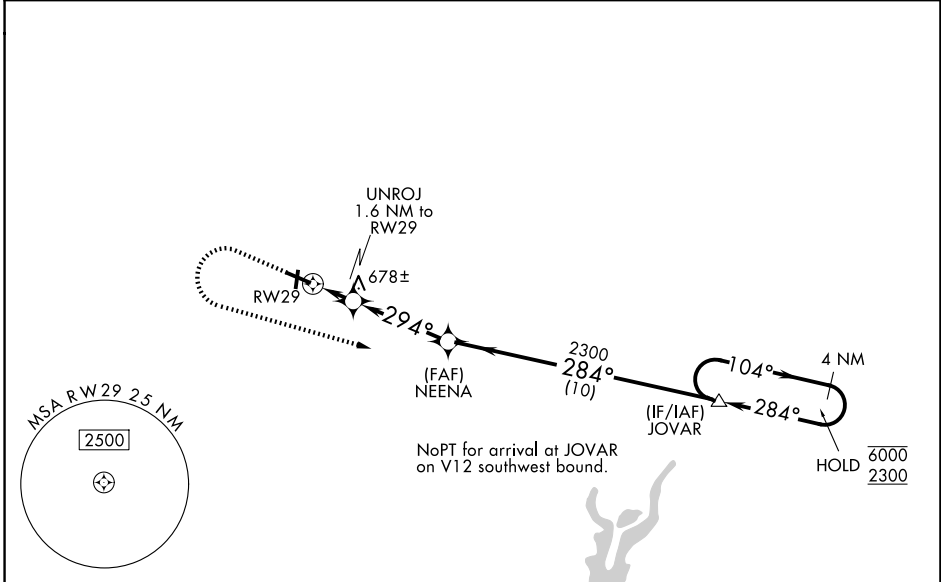 UNROJ
1.6 NM to
RW29
678±
RW29
294°
(FAF)
NEENA
2300
284°
(10)
104°
4 NM
284°
(IF/IAF)
JOVAR
HOLD
6000
2300
NoPT for arrival at JOVAR
on V12 southwest bound.
MSA RW29 25 NM
2500